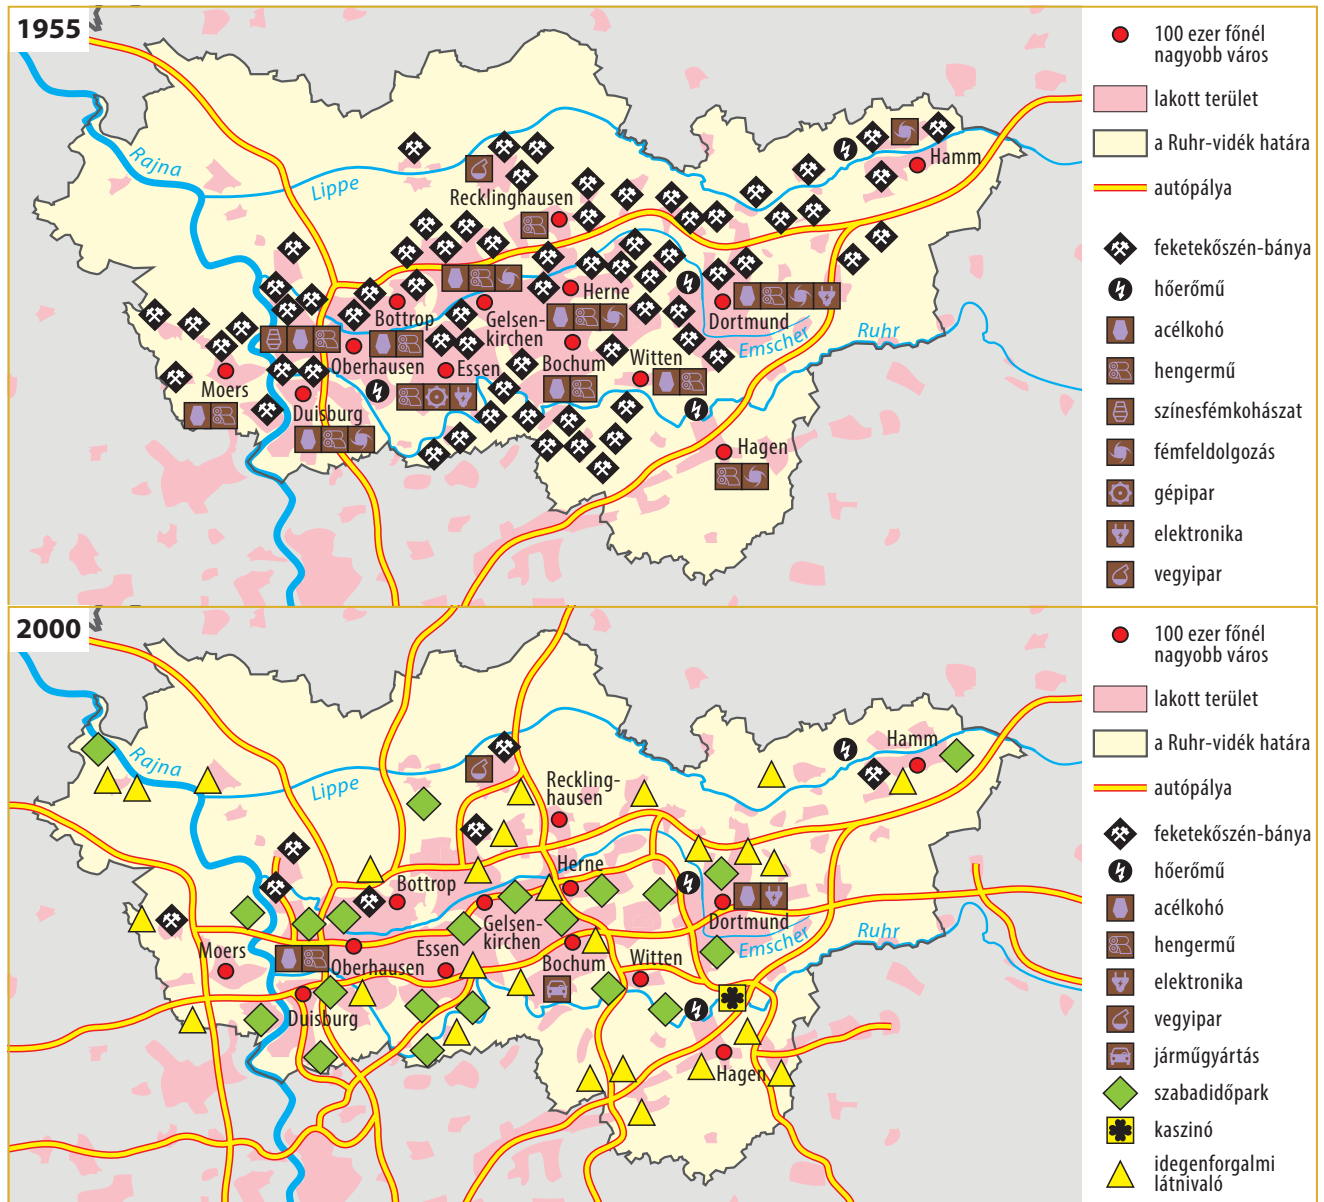 1955
Rajna
Lippe
Recklinghausen
Hamm
Herne
Bottrop
Gelsen-
kirchen
Dortmund
Emscher
Ruhr
Oberhausen
Essen
Bochum
Witten
Moers
Duisburg
Hagen
100 ezer főnél
nagyobb város
lakott terület
a Ruhr-vidék határa
autópálya
feketekőszén-bánya
hőerőmű
acélkohó
hengermű
színesfémkohászat
fémfeldolgozás
gépipar
elektronika
vegyipar
2000
Rajna
Lippe
Reckling-
hausen
Hamm
Herne
Bottrop
Gelsen-
kirchen
Dortmund
Emscher
Ruhr
Moers
Oberhausen
Essen
Bochum
Witten
Duisburg
Hagen
100 ezer főnél
nagyobb város
lakott terület
a Ruhr-vidék határa
autópálya
feketekőszén-bánya
hőerőmű
acélkohó
hengermű
elektronika
vegyipar
járműgyártás
szabadidőpark
kaszinó
idegenforgalmi
látnivaló